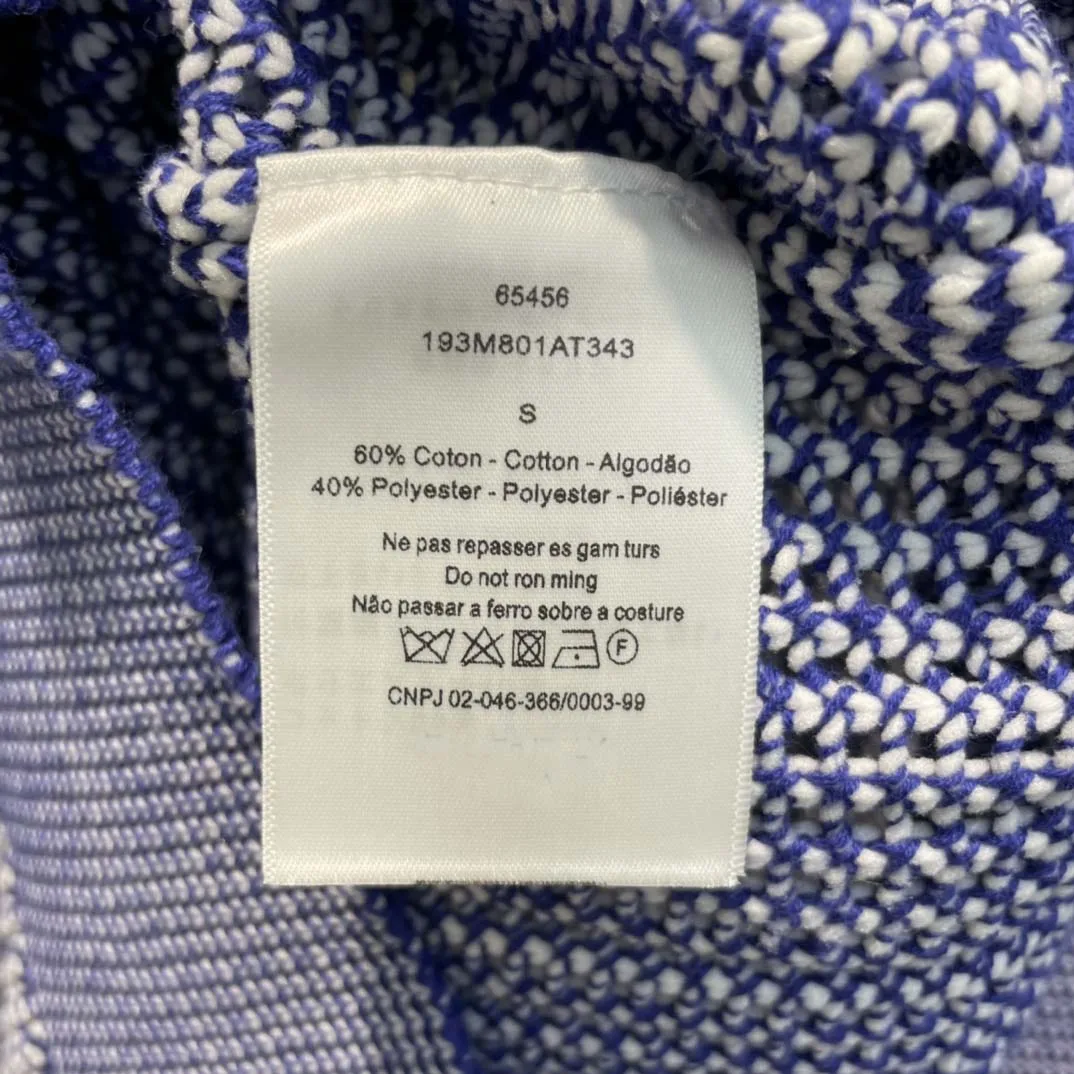 65456
193M801AT343
S
60% Coton - Cotton - Algodão
40% Polyester - Polyester - Poliéster
Ne pas repasser es gam turs
Do not ron ming
Não passar a ferro sobre a costure
F
CNPJ 02-046-366/0003-99